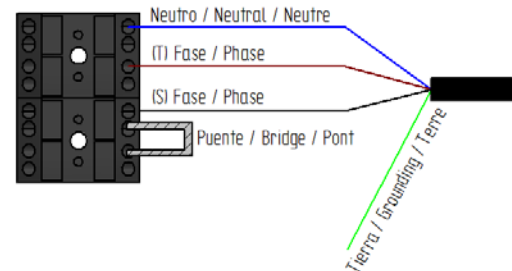 Neutro / Neutral / Neutre
(T) Fase / Phase
(S) Fase / Phase
Puente / Bridge / Pont
Tierra / Grounding / Terre